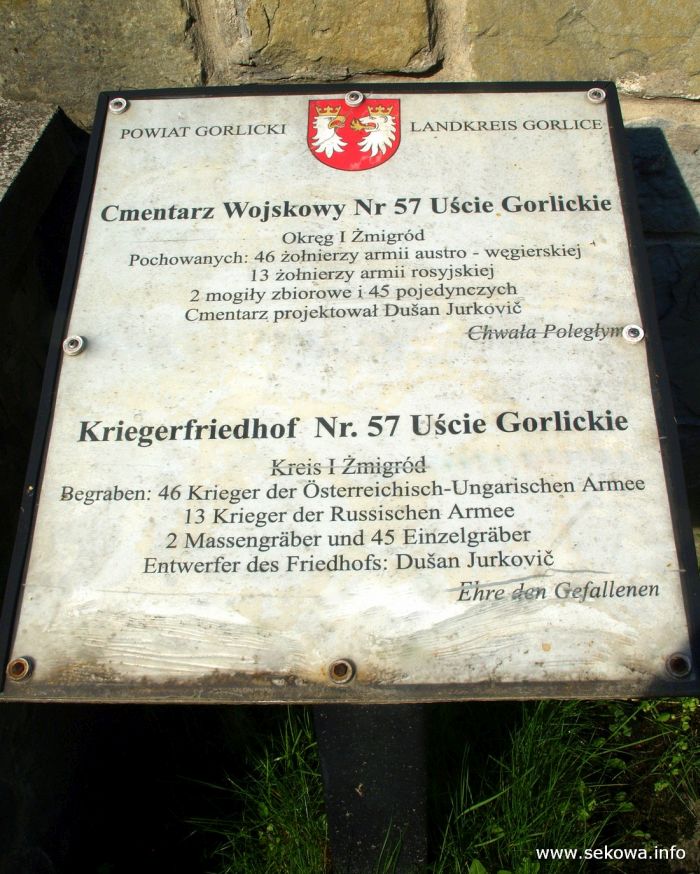 POWIAT GORLICKI LANDKREIS GORLICE
Cmentarz Wojskowy Nr 57 Uście Gorlickie
Okręg I Żmigród
Pochowanych: 46 żołnierzy armii austro - węgierskiej
13 żołnierzy armii rosyjskiej
2 mogiły zbiorowe i 45 pojedynczych
Cmentarz projektował Dušan Jurkovič
Chwała Poległym
Kriegerfriedhof Nr. 57 Uście Gorlickie
Kreis I Żmigród
Begraben: 46 Krieger der Österreichisch-Ungarischen Armee
13 Krieger der Russischen Armee
2 Massengräber und 45 Einzelgräber
Entwerfer des Friedhofs: Dušan Jurkovič
Ehre den Gefallenen
www.sekowa.info